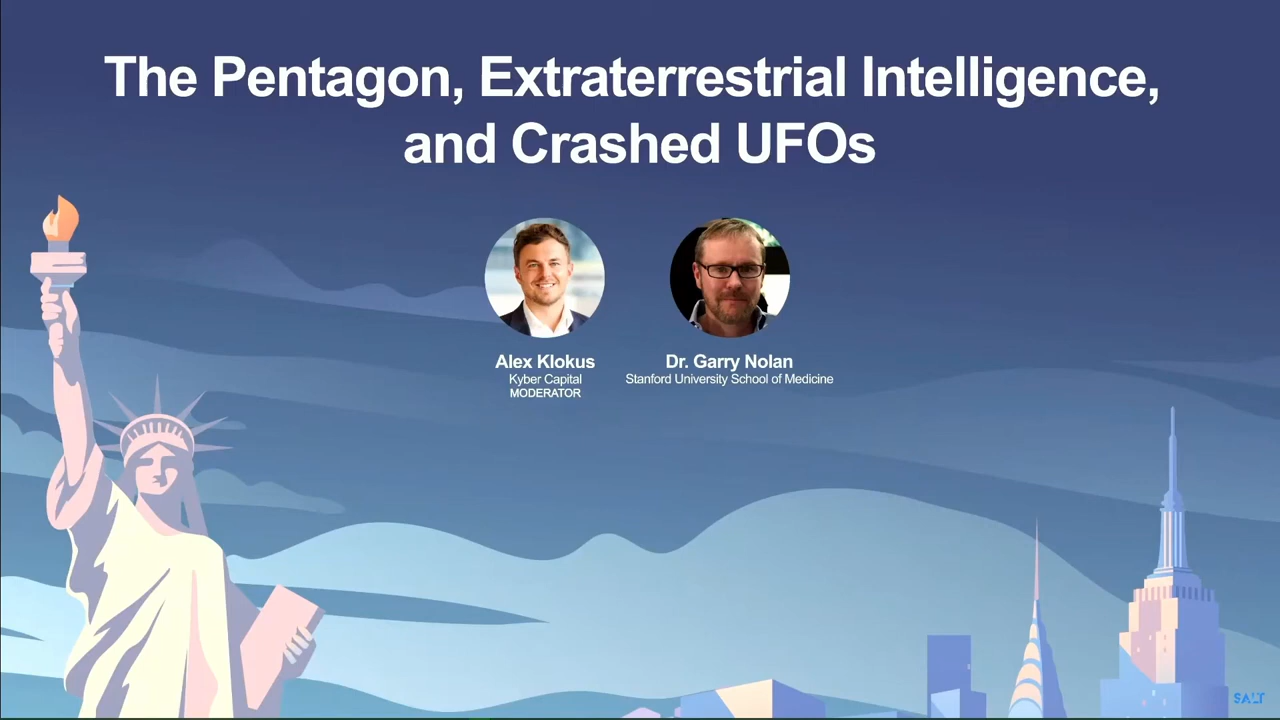 The Pentagon, Extraterrestrial Intelligence,
and Crashed UFOs
Alex Klokus
Kyber Capital
MODERATOR
Dr. Garry Nolan
Stanford University School of Medicine
SALT